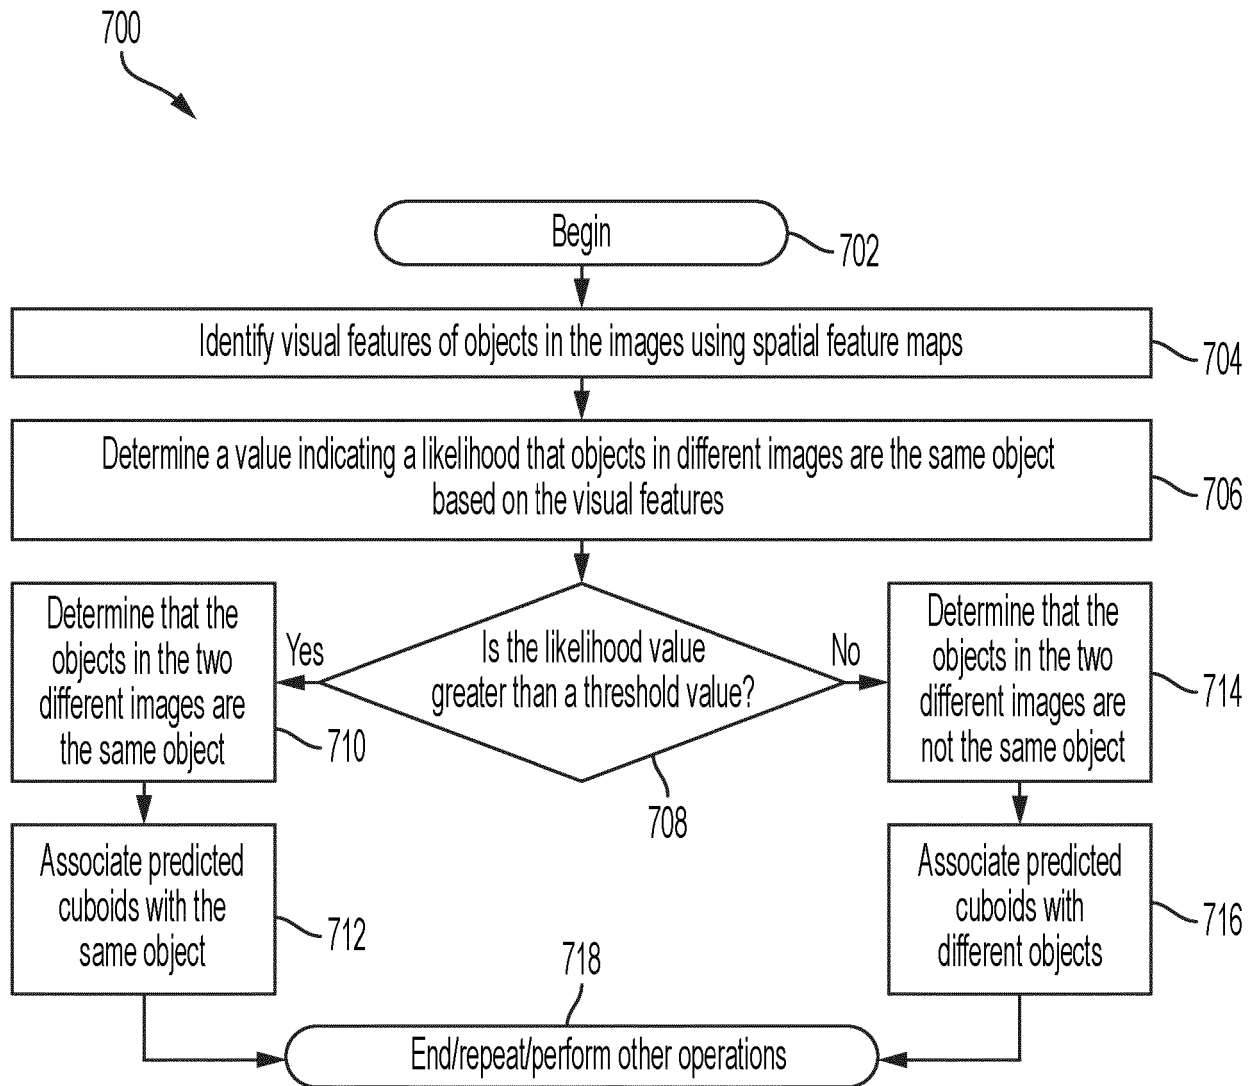 700
Begin
702
Identify visual features of objects in the images using spatial feature maps
704
Determine a value indicating a likelihood that objects in different images are the same object
based on the visual features
706
Determine that the
objects in the two
different images are
the same object
710
Yes
Is the likelihood value
greater than a threshold value?
708
No
Determine that the
objects in the two
different images are
not the same object
714
Associate predicted
cuboids with the
same object
712
Associate predicted
cuboids with
different objects
716
718
End/repeat/perform other operations